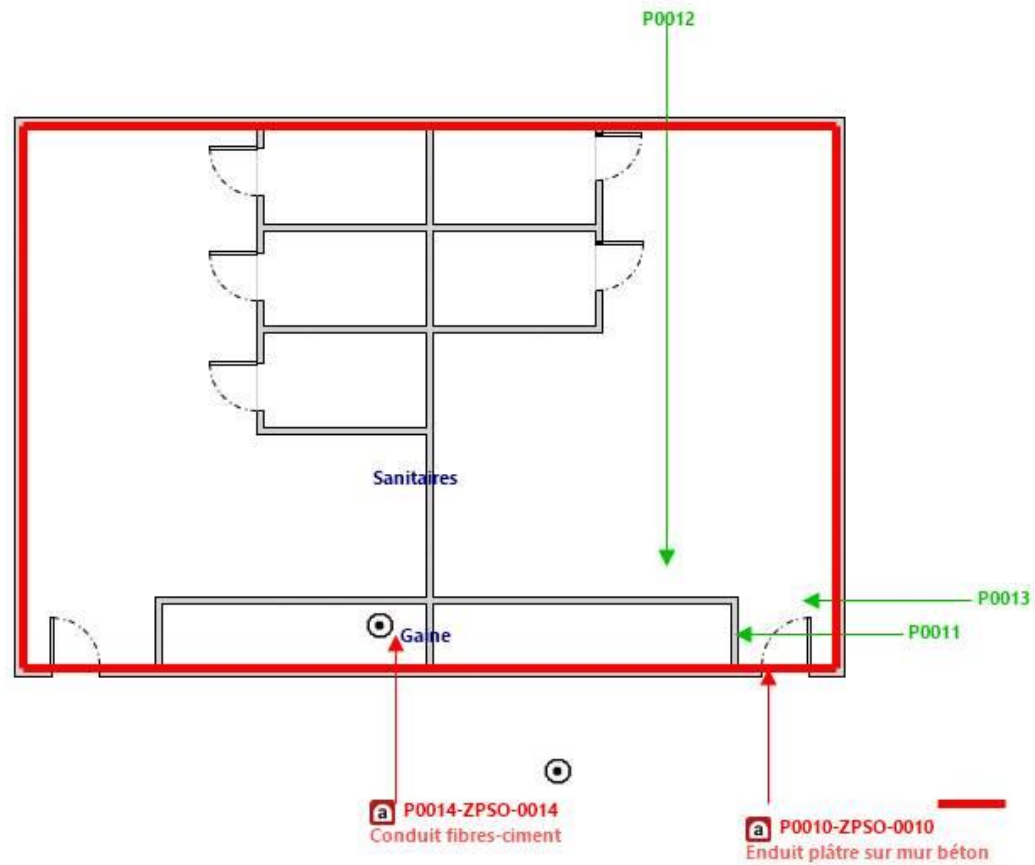 P0012
Sanitaires
P0013
P0011
Gaine
a P0014-ZPSO-0014
Conduit fibres-ciment
a P0010-ZPSO-0010
Enduit plâtre sur mur béton